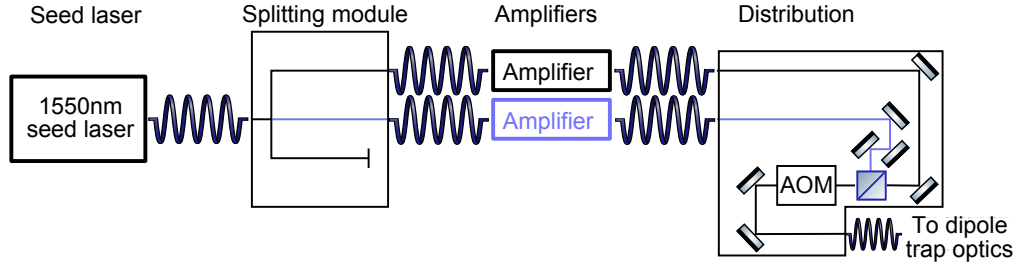 Seed laser
Splitting module
Amplifiers
Distribution
1550nm
seed laser
Amplifier
Amplifier
AOM
To dipole
trap optics